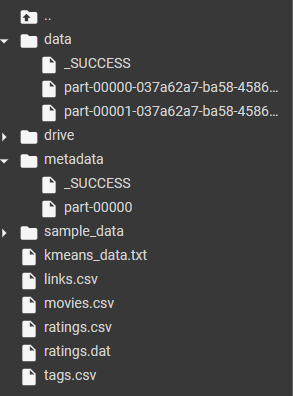 ..
data
_SUCCESS
part-00000-037a62a7-ba58-4586...
part-00001-037a62a7-ba58-4586...
drive
metadata
_SUCCESS
part-00000
sample_data
kmeans_data.txt
links.csv
movies.csv
ratings.csv
ratings.dat
tags.csv